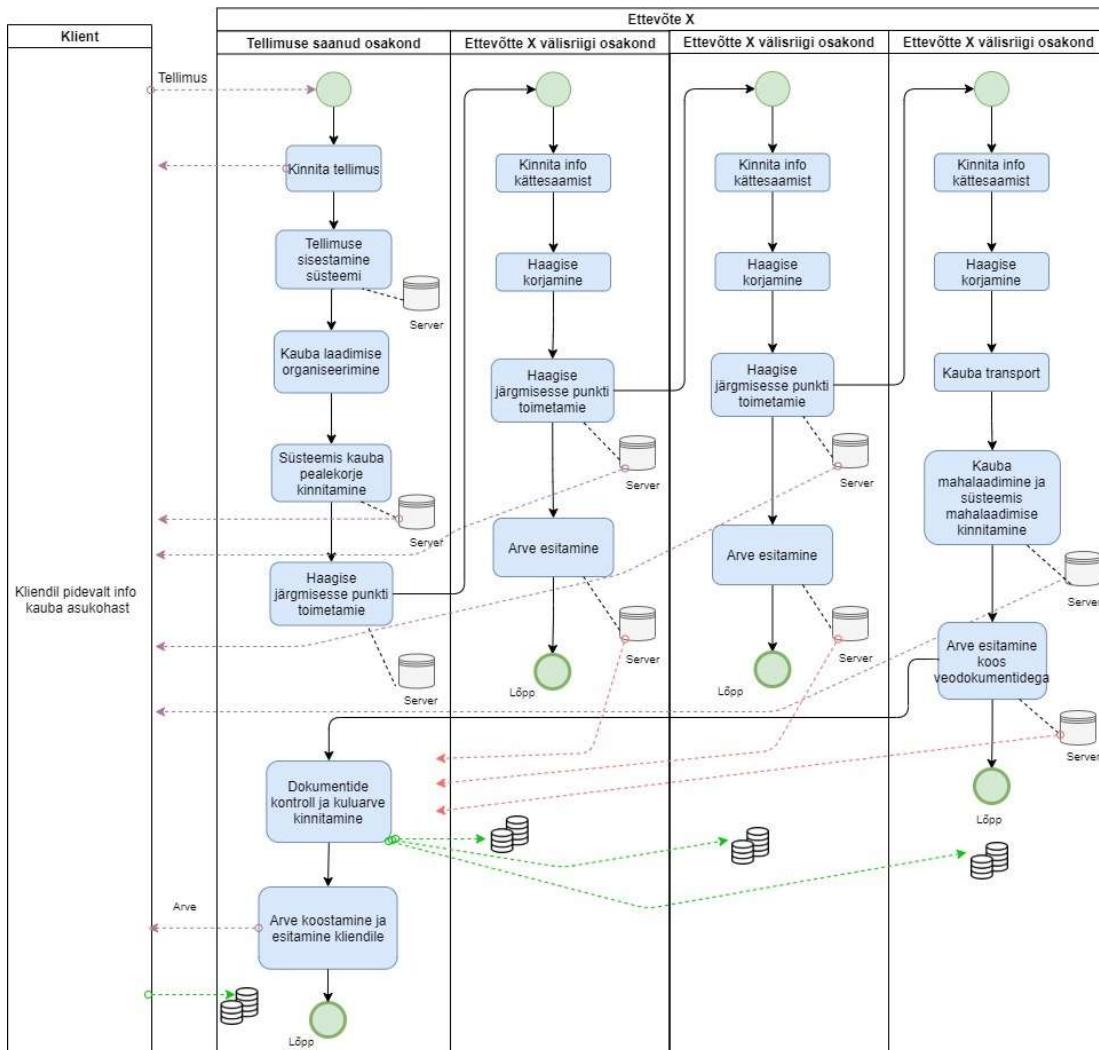 Ettevõte X
Klient
Tellimuse saanud osakond
Ettevõtte X välisriigi osakond
Ettevõtte X välisriigi osakond
Ettevõtte X välisriigi osakond
Tellimus
Kinnita tellimus
Tellimuse
sisestamine
süsteemi
Server
Kauba laadimise
organiseerimine
Süsteemis kauba
pealekorje
kinnitamine
Server
Haagise
järgmisesse punkti
toimetamie
Server
Kliendil pidevalt info
kauba asukohast
Dokumentide
kontroll ja kuluarve
kinnitamine
Arve
Arve koostamine ja
esitamine kliendile
Lõpp
Kinnita info
kättesaamist
Haagise
korjamine
Haagise
järgmisesse punkti
toimetamie
Server
Arve esitamine
Server
Lõpp
Kinnita info
kättesaamist
Haagise
korjamine
Haagise
järgmisesse punkti
toimetamie
Server
Arve esitamine
Server
Lõpp
Kinnita info
kättesaamist
Haagise
korjamine
Kauba transport
Kauba
mahalaadimine ja
süsteemis
mahalaadimise
kinnitamine
Server
Arve esitamine
koos
veodokumentidega
Server
Lõpp